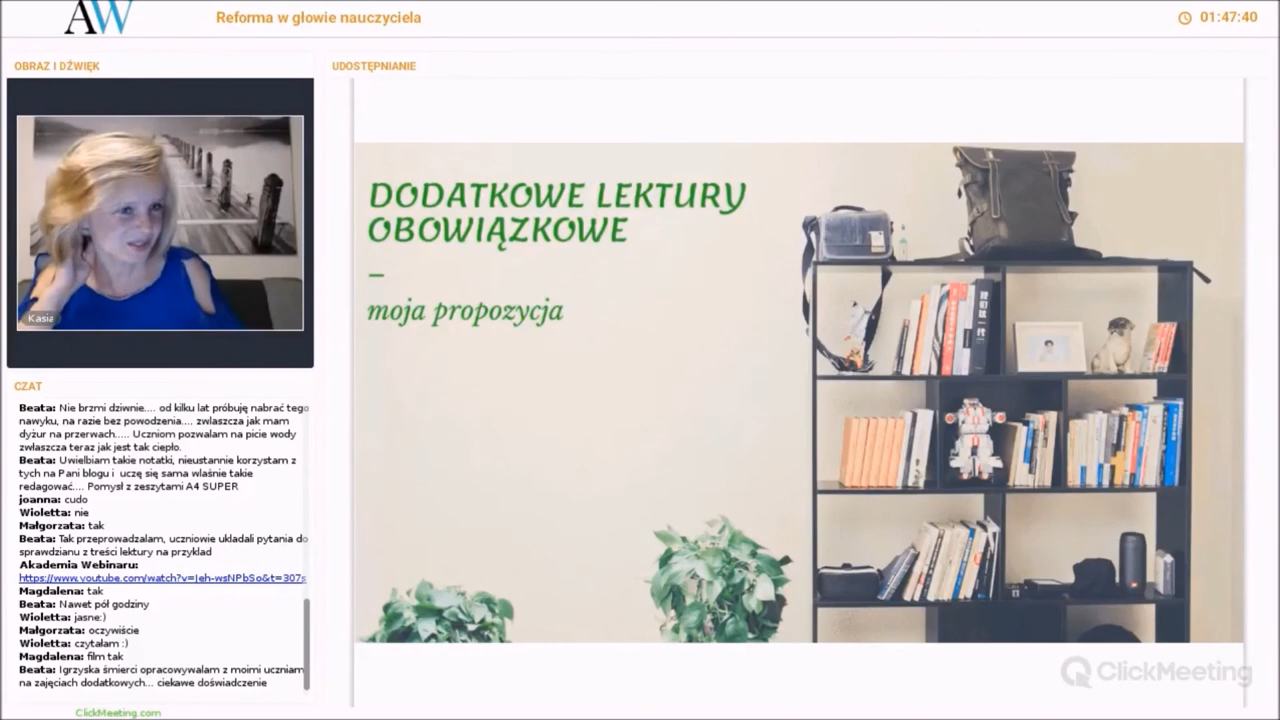 AW
Reforma w głowie nauczyciela
01:47:40
OBRAZ I DŹWIĘK
UDOSTĘPNIANIE
Kasia
DODATKOWE LEKTURY
OBOWIĄZKOWE
–
moja propozycja
CZAT
Beata: Nie brzmi dziwnie.... od kilku lat próbuję nabrać tego
nawyku, na razie bez powodzenia.... zwłaszcza jak mam
dyżur na przerwach..... Uczniom pozwalam na picie wody
zwłaszcza teraz jak jest tak ciepło.
Beata: Uwielbiam takie notatki, nieustannie korzystam z
tych na Pani blogu i uczę się sama właśnie takie
redagować.... Pomysł z zeszytami A4 SUPER
joanna: cudo
Wioletta: nie
Małgorzata: tak
Beata: Tak przeprowadzałam, uczniowie układali pytania do
sprawdzianu z treści lektury na przykład
Akademia Webinaru:
https://www.youtube.com/watch?v=Jeh-wsNPbSo&t=307s
Magdalena: tak
Beata: Nawet pół godziny
Wioletta: jasne:)
Małgorzata: oczywiście
Wioletta: czytałam :)
Magdalena: film tak
Beata: Igrzyska śmierci opracowywałam z moimi uczniam
na zajęciach dodatkowych... ciekawe doświadczenie
ClickMeeting
ClickMeeting.com